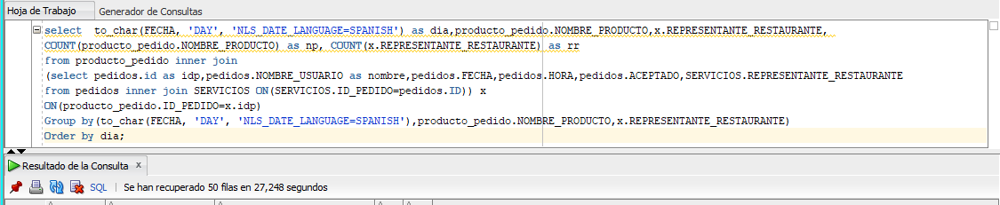 Hoja de Trabajo Generador de Consultas
select to_char(FECHA, 'DAY', 'NLS_DATE_LANGUAGE=SPANISH') as dia,producto_pedido.NOMBRE_PRODUCTO,x.REPRESENTANTE_RESTAURANTE,
COUNT(producto_pedido.NOMBRE_PRODUCTO) as np, COUNT(x.REPRESENTANTE_RESTAURANTE) as rr
from producto_pedido inner join
(select pedidos.id as idp,pedidos.NOMBRE_USUARIO as nombre,pedidos.FECHA,pedidos.HORA,pedidos.ACEPTADO,SERVICIOS.REPRESENTANTE_RESTAURANTE
from pedidos inner join SERVICIOS ON(SERVICIOS.ID_PEDIDO=pedidos.ID)) x
ON(producto_pedido.ID_PEDIDO=x.idp)
Group by(to_char(FECHA, 'DAY', 'NLS_DATE_LANGUAGE=SPANISH'),producto_pedido.NOMBRE_PRODUCTO,x.REPRESENTANTE_RESTAURANTE)
Order by dia;
Resultado de la Consulta x
SQL | Se han recuperado 50 filas en 27,248 segundos